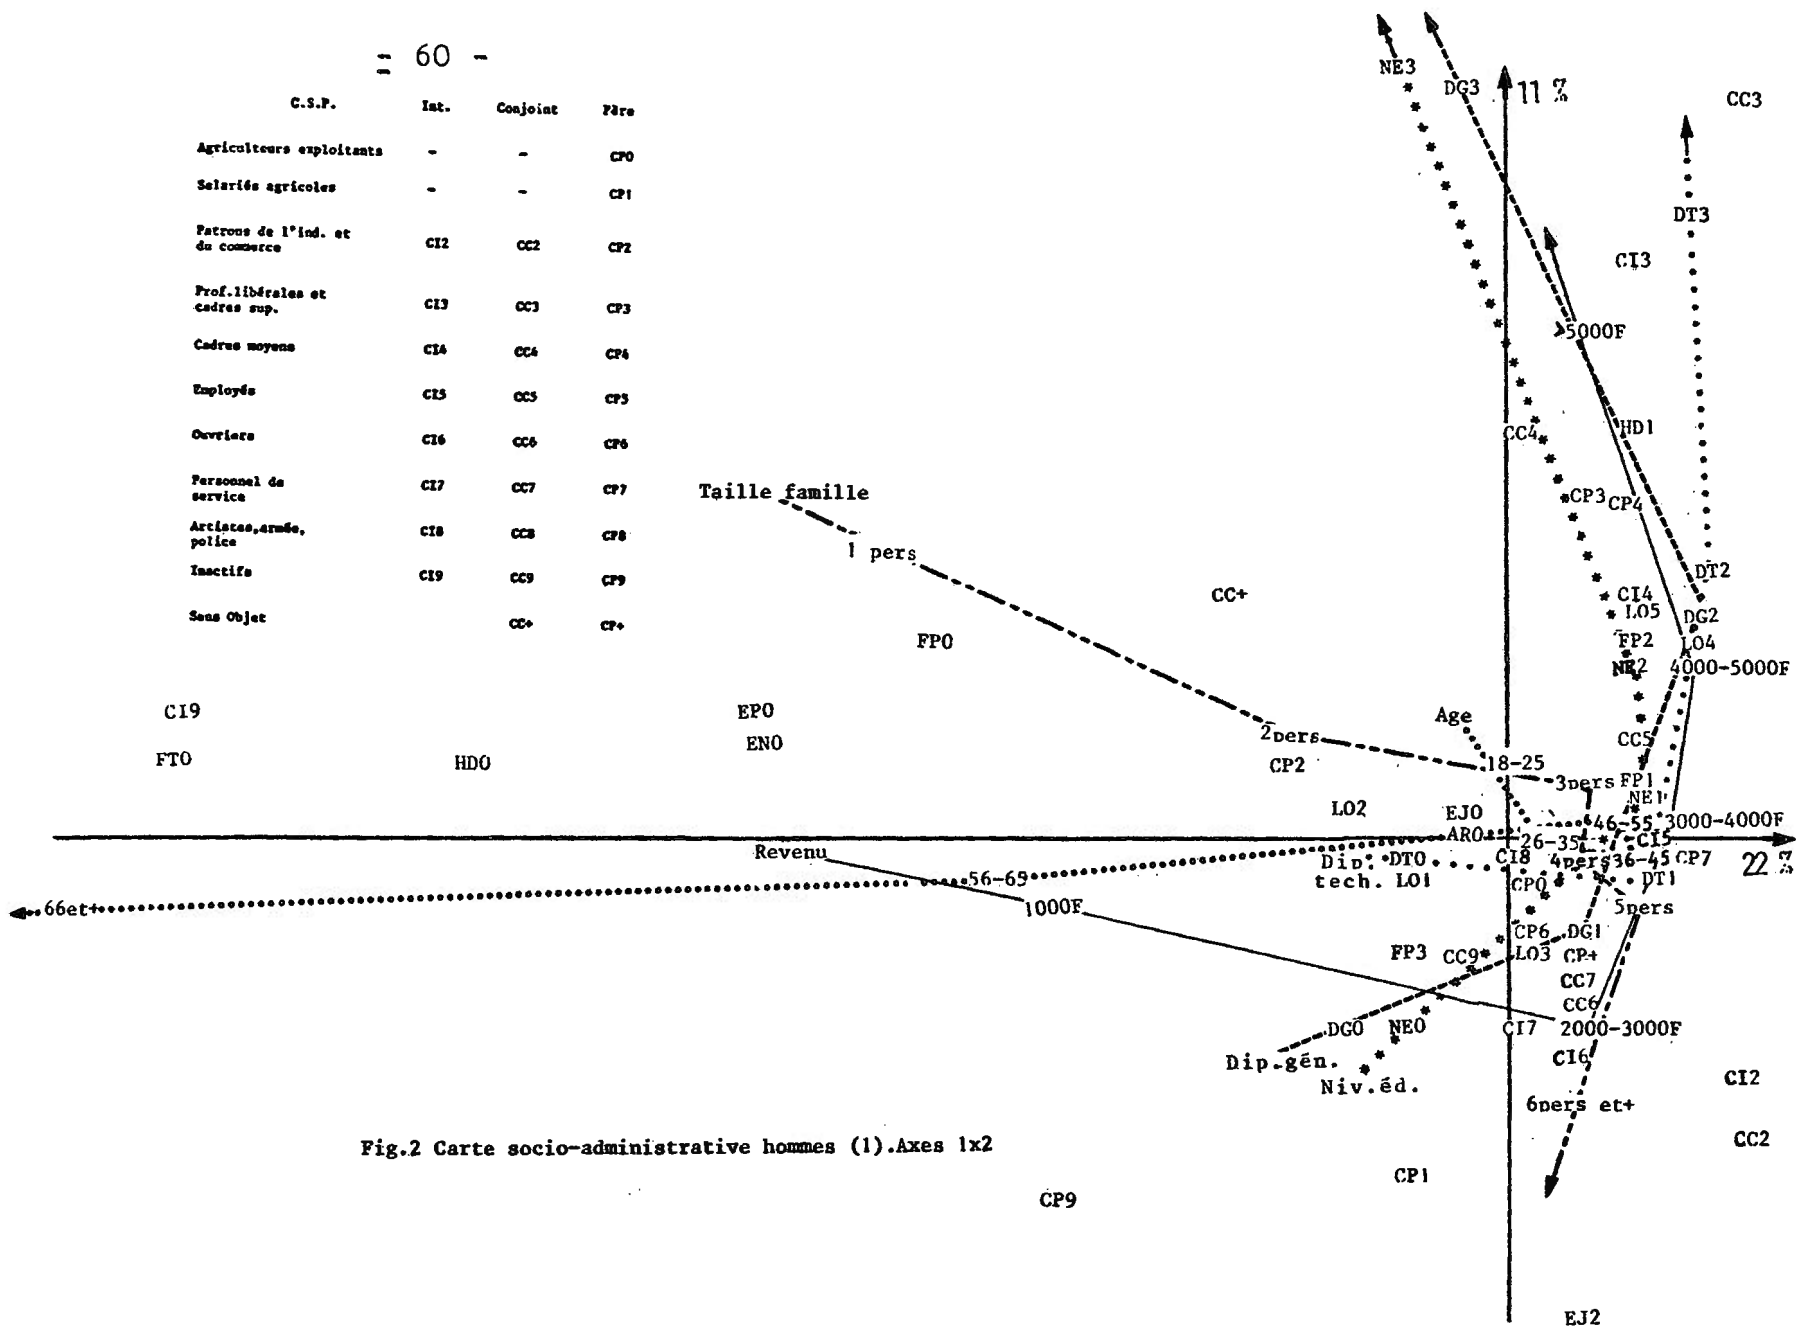 - 60 -
C.S.P. Int. Conjoint Père
Agriculteurs exploitants - - CP0
Salariés agricoles - - CP1
Patrons de l'ind. et
du commerce CI2 CC2 CP2
Prof.libérales et
cadres sup. CI3 CC3 CP3
Cadres moyens CI4 CC4 CP4
Employés CI5 CC5 CP5
Ouvriers CI6 CC6 CP6
Personnel de
service CI7 CC7 CP7
Artistes,armée,
police CI8 CC8 CP8
Inactifs CI9 CC9 CP9
Sans Objet CC+ CP+
NE3
DG3
11 %
CC3
DT3
CI3
5000F
HD1
CC4
CP3
CP4
Taille famille
1 pers
DT2
CC+
CI4
LO5
DG2
FP0
FP2
LO4
NE2
4000-5000F
CI9
EP0
Age
2pers
CC5
EN0
FT0
HD0
CP2
18-25
3pers
FP1
NE1
LO2
EJ0
46-55
3000-4000F
AR0
26-35
CI5
Revenu
Dip.
DT0
CI8
4pers
36-45
CP7
22 %
56-65
tech.
LO1
CP0
DT1
66et+
1000F
5pers
CP6
DG1
FP3
CC9
LO3
CP+
CC7
CC6
DG0
NE0
CI7
2000-3000F
Dip.gén.
CI6
Niv.éd.
CI2
6pers et+
CC2
Fig.2 Carte socio-administrative hommes (1).Axes 1x2
CP1
CP9
EJ2